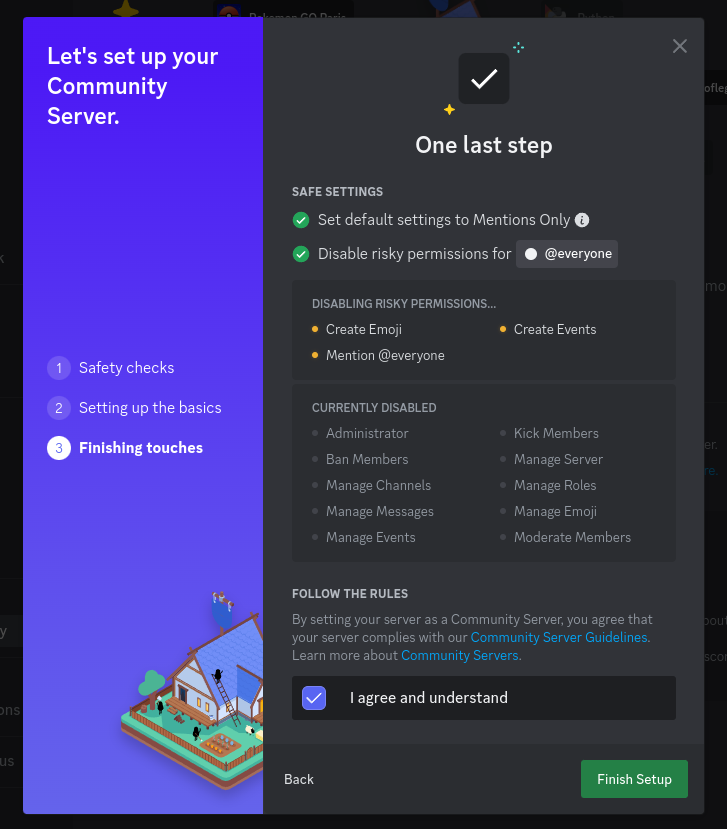 Pokemon GO Paris
Python
Let's set up your
Community
Server.
One last step
SAFE SETTINGS
Set default settings to Mentions Only
Disable risky permissions for @everyone
DISABLING RISKY PERMISSIONS...
Create Emoji
Create Events
Mention @everyone
CURRENTLY DISABLED
Administrator
Kick Members
Ban Members
Manage Server
Manage Channels
Manage Roles
Manage Messages
Manage Emoji
Manage Events
Moderate Members
1 Safety checks
2 Setting up the basics
3 Finishing touches
FOLLOW THE RULES
By setting your server as a Community Server, you agree that
your server complies with our Community Server Guidelines.
Learn more about Community Servers.
I agree and understand
Back
Finish Setup